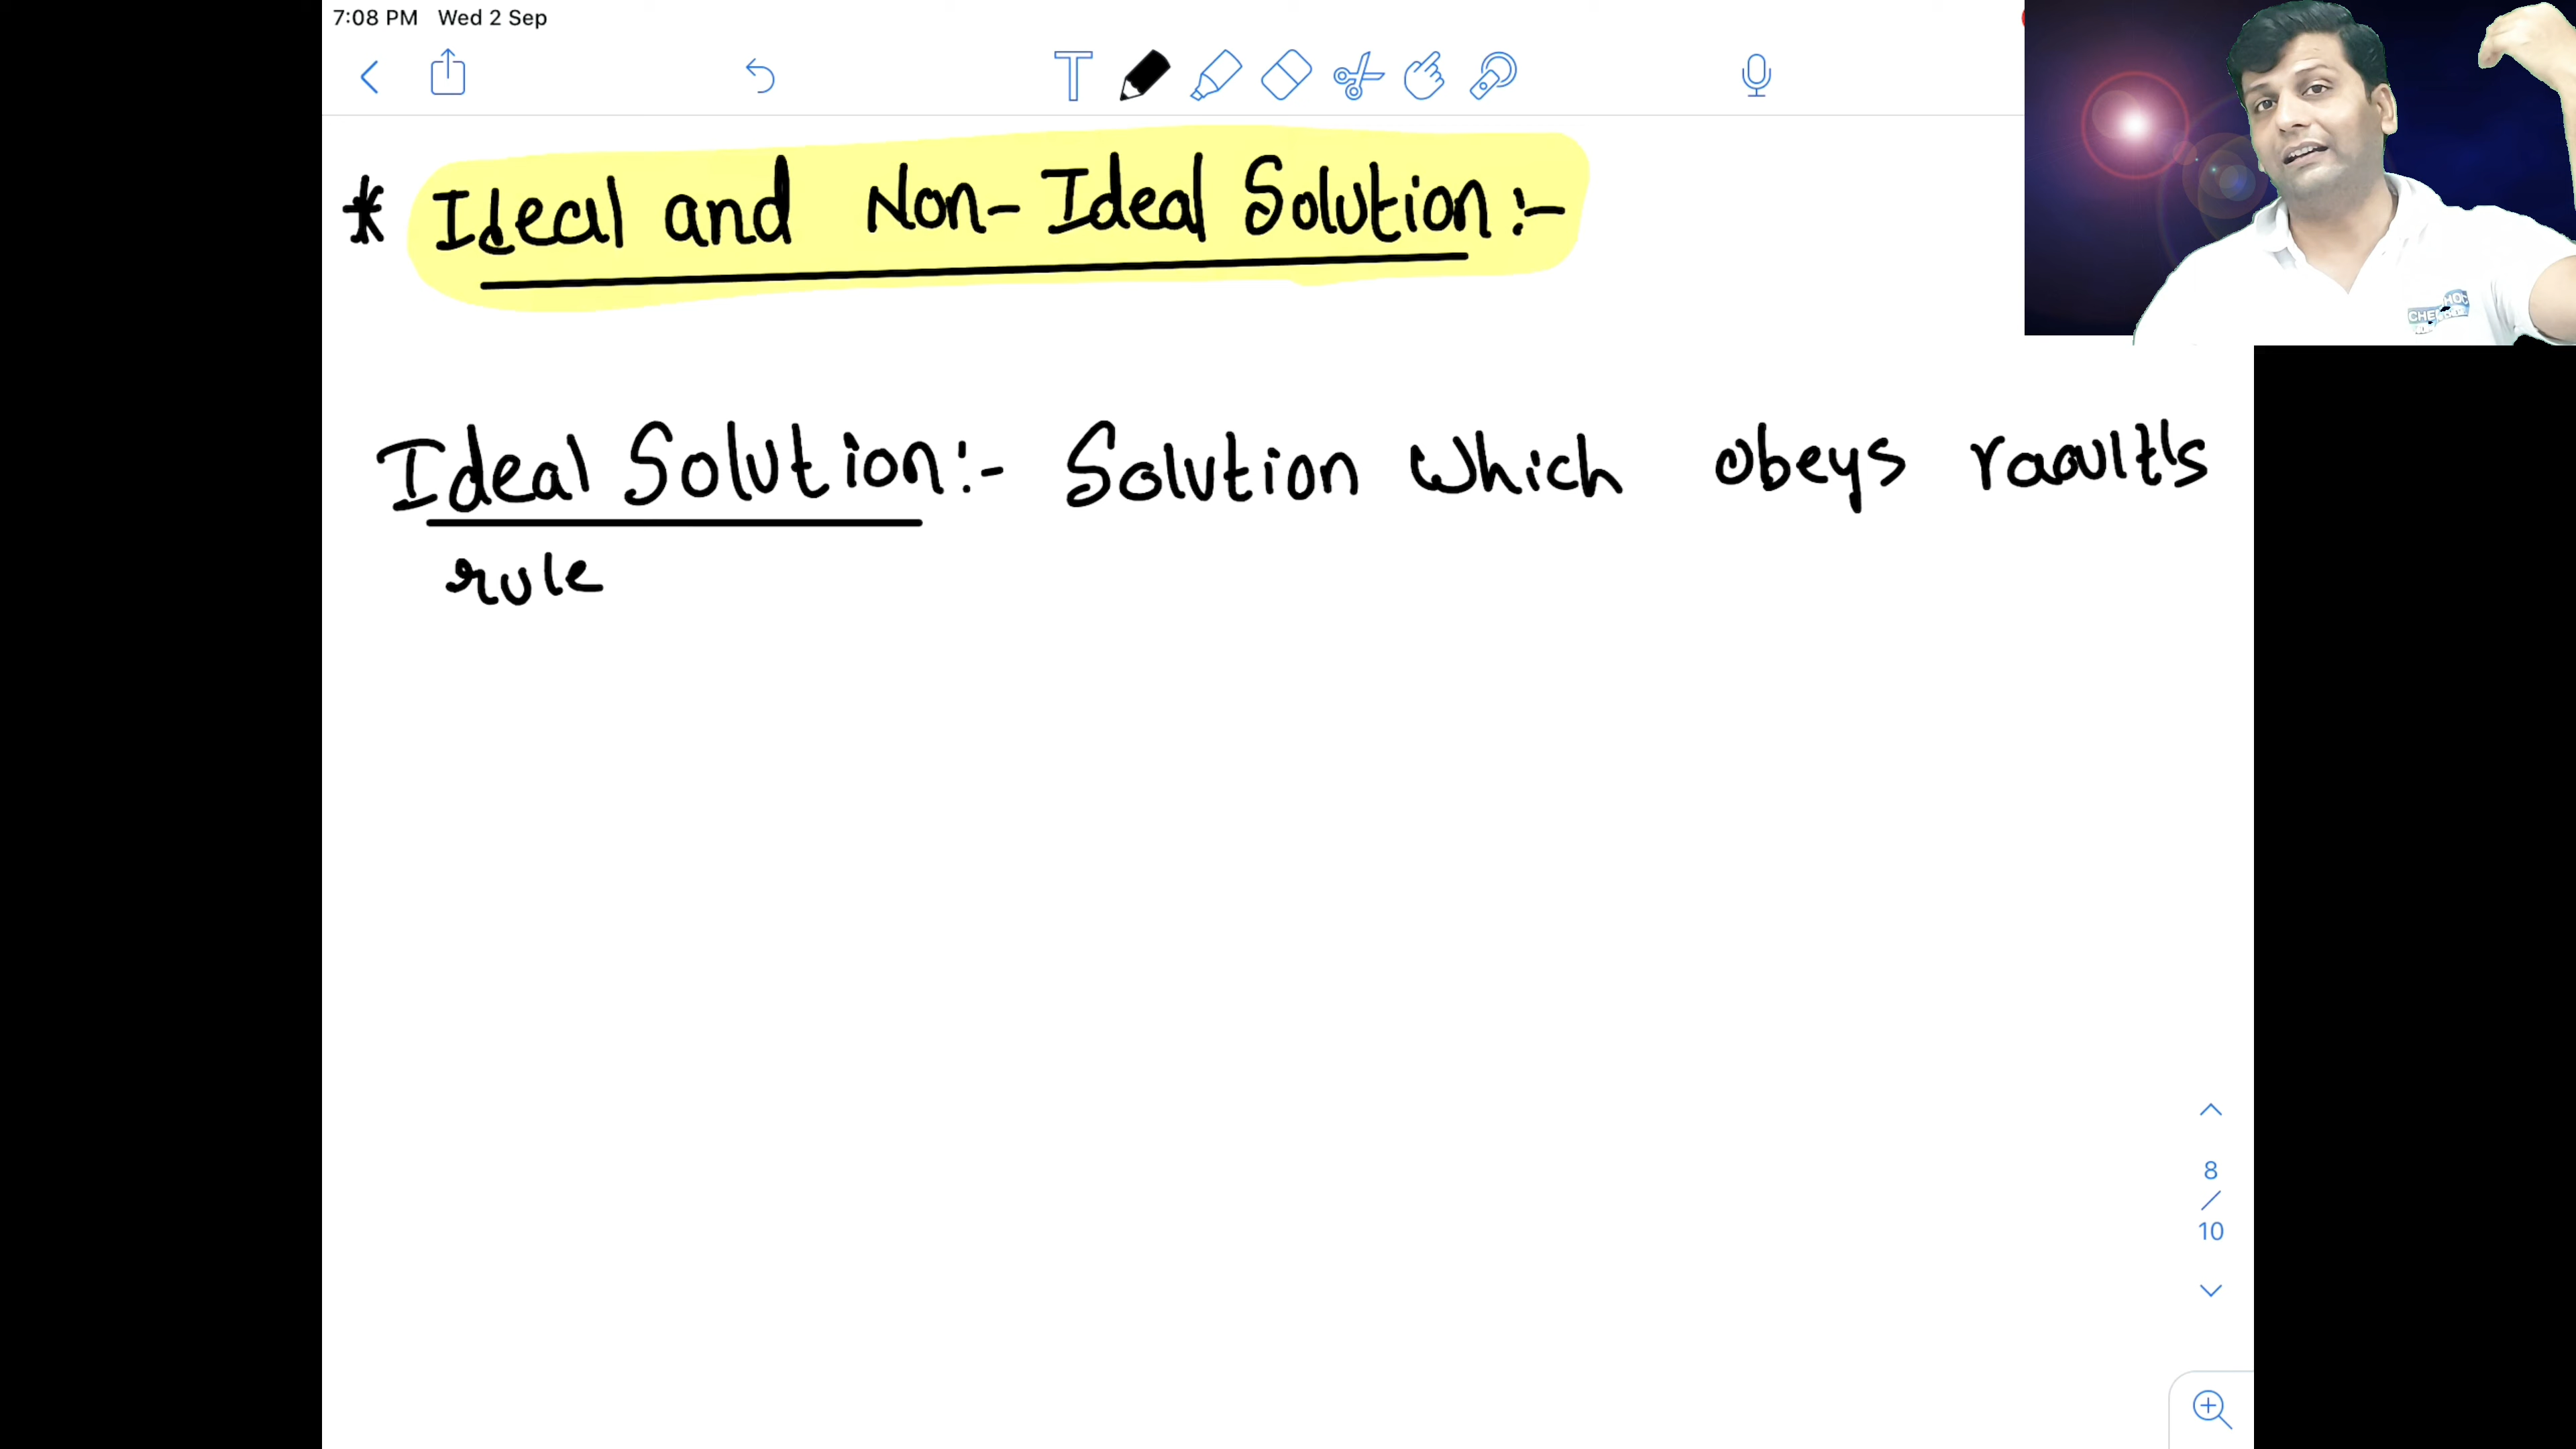 7:08 PM Wed 2 Sep
* Ideal and Non-Ideal Solution:-
Ideal Solution:- Solution which obeys raoult's
rule
8
/
10